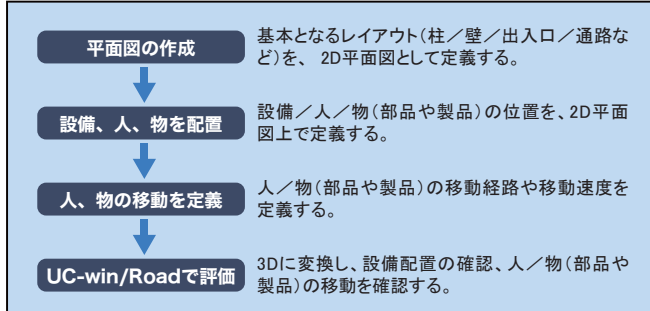 平面図の作成
基本となるレイアウト（柱／壁／出入口／通路な
ど）を、 2D平面図として定義する。
設備、人、物を配置
設備／人／物（部品や製品）の位置を、2D平面
図上で定義する。
人、物の移動を定義
人／物（部品や製品）の移動経路や移動速度を
定義する。
UC-win/Roadで評価
3Dに変換し、設備配置の確認、人／物（部品や
製品）の移動を確認する。